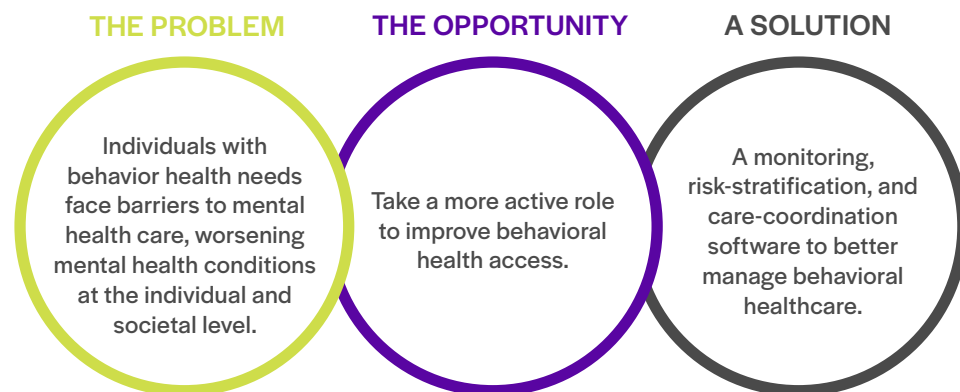 THE PROBLEM
Individuals with
behavior health needs
face barriers to mental
health care, worsening
mental health conditions
at the individual and
societal level.
THE OPPORTUNITY
Take a more active role
to improve behavioral
health access.
A SOLUTION
A monitoring,
risk-stratification, and
care-coordination
software to better
manage behavioral
healthcare.